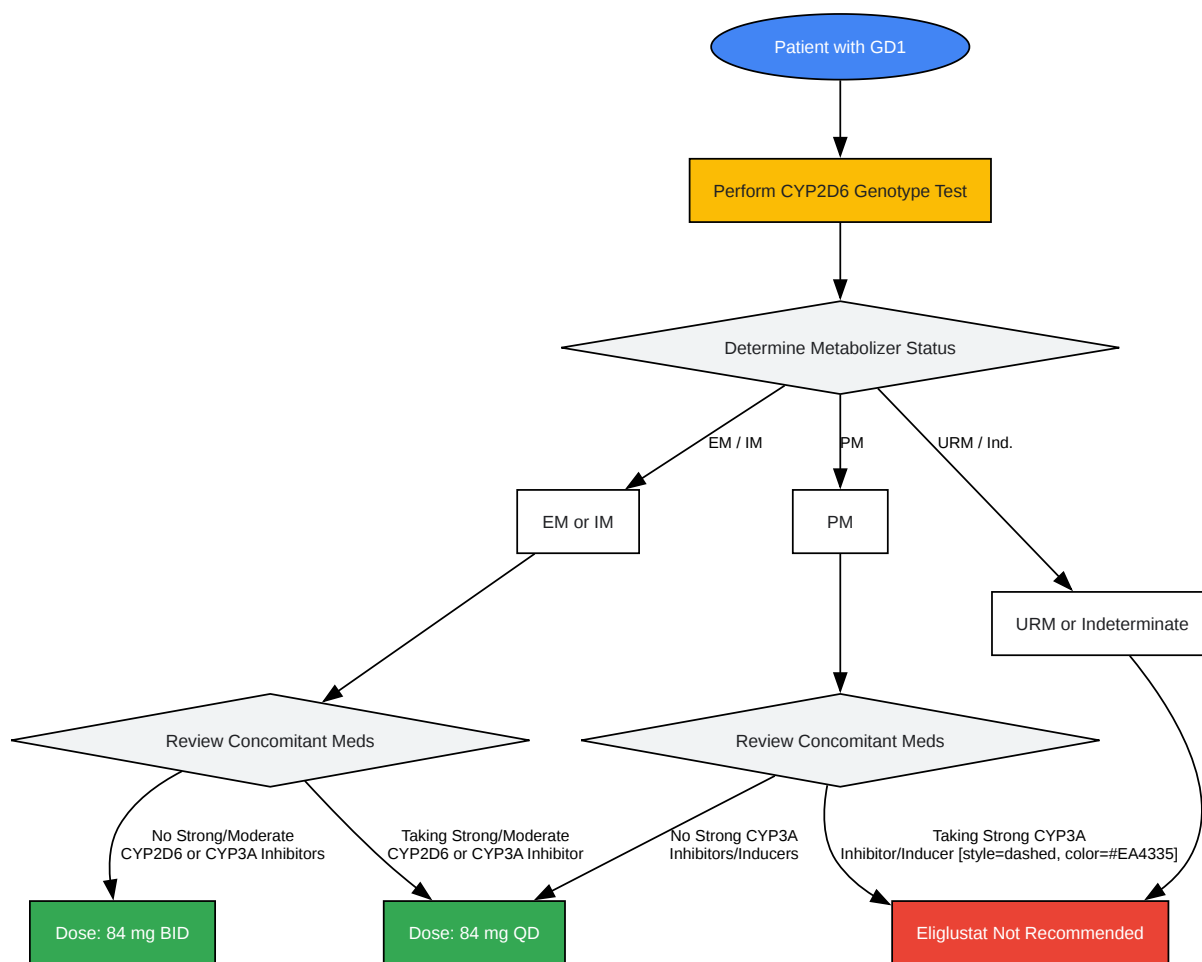 Patient with GD1
Perform CYP2D6 Genotype Test
Determine Metabolizer Status
EM / IM
PM
URM / Ind.
EM or IM
PM
URM or Indeterminate
Review Concomitant Meds
Review Concomitant Meds
No Strong/Moderate
CYP2D6 or CYP3A Inhibitors
Taking Strong/Moderate
CYP2D6 or CYP3A Inhibitor
No Strong CYP3A
Inhibitors/Inducers
Taking Strong CYP3A
Inhibitor/Inducer [style=dashed, color=#EA4335]
Dose: 84 mg BID
Dose: 84 mg QD
Eliglustat Not Recommended